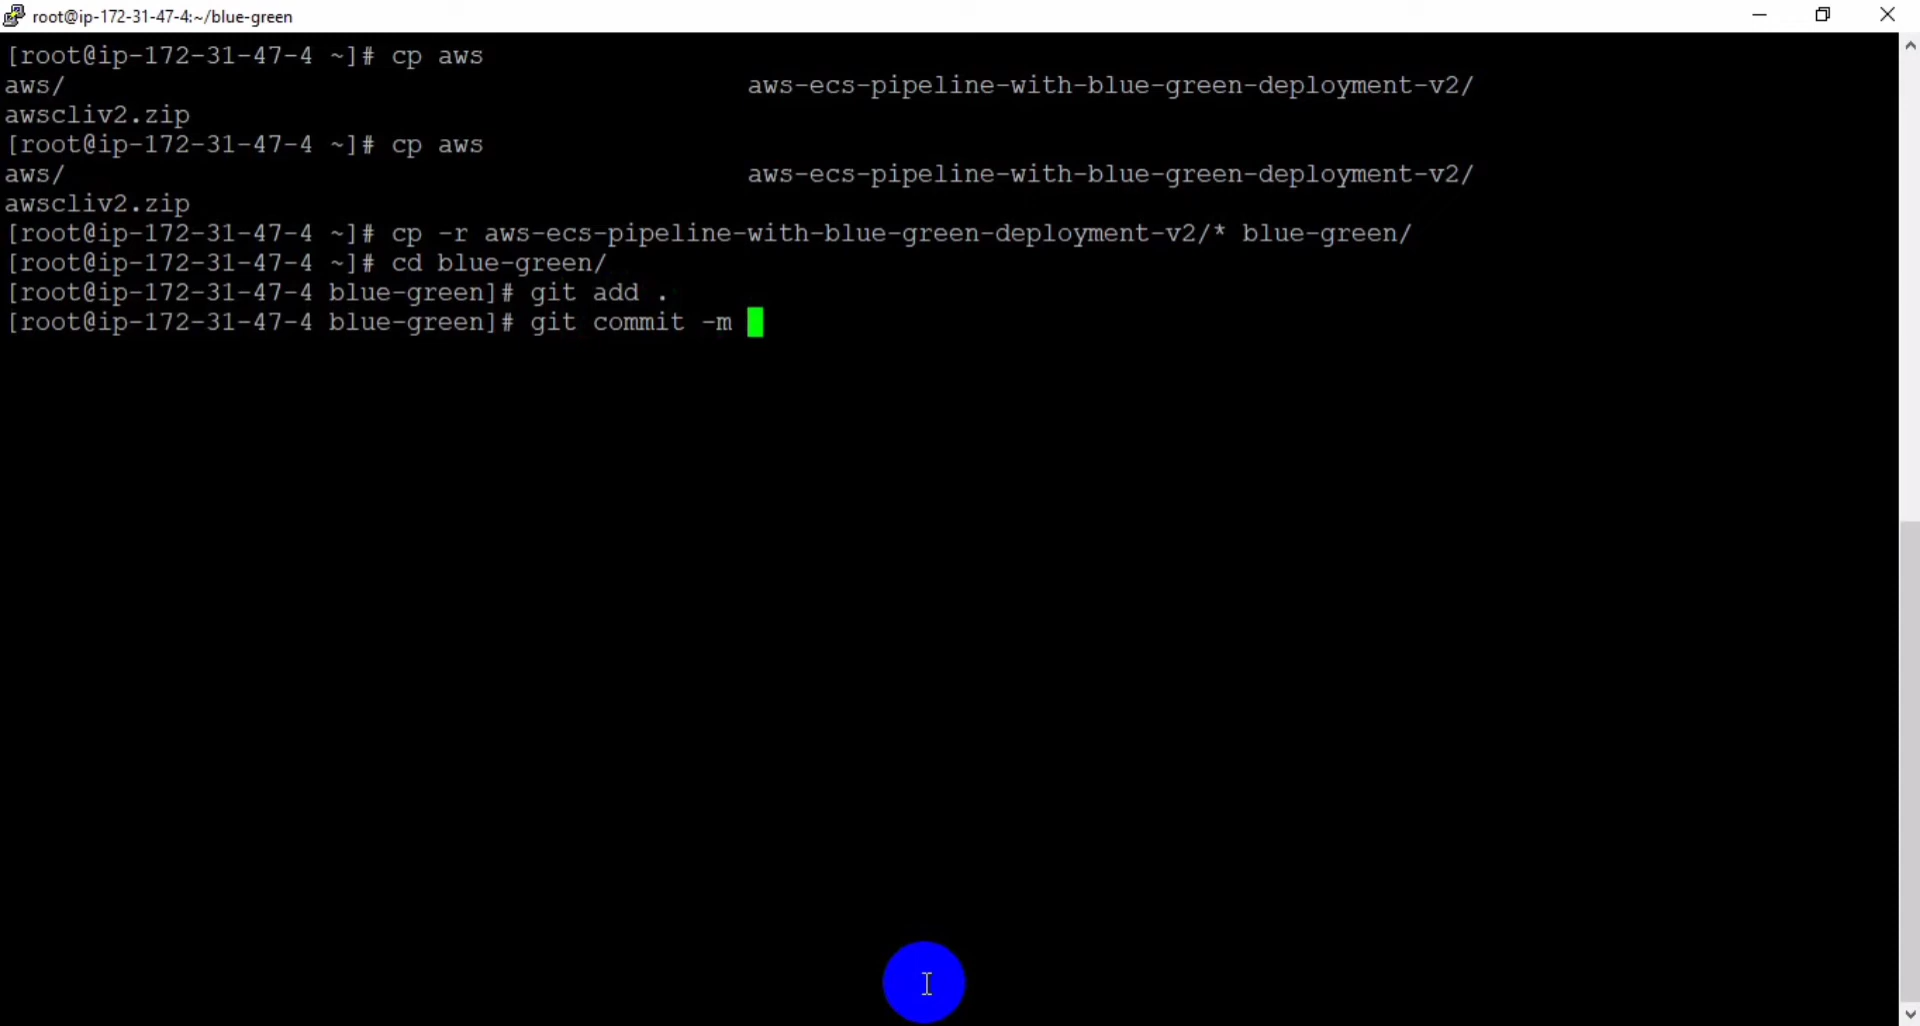 root@ip-172-31-47-4:~/blue-green
[root@ip-172-31-47-4 ~]# cp aws
aws/ aws-ecs-pipeline-with-blue-green-deployment-v2/
awscliv2.zip
[root@ip-172-31-47-4 ~]# cp aws
aws/ aws-ecs-pipeline-with-blue-green-deployment-v2/
awscliv2.zip
[root@ip-172-31-47-4 ~]# cp -r aws-ecs-pipeline-with-blue-green-deployment-v2/* blue-green/
[root@ip-172-31-47-4 ~]# cd blue-green/
[root@ip-172-31-47-4 blue-green]# git add .
[root@ip-172-31-47-4 blue-green]# git commit -m